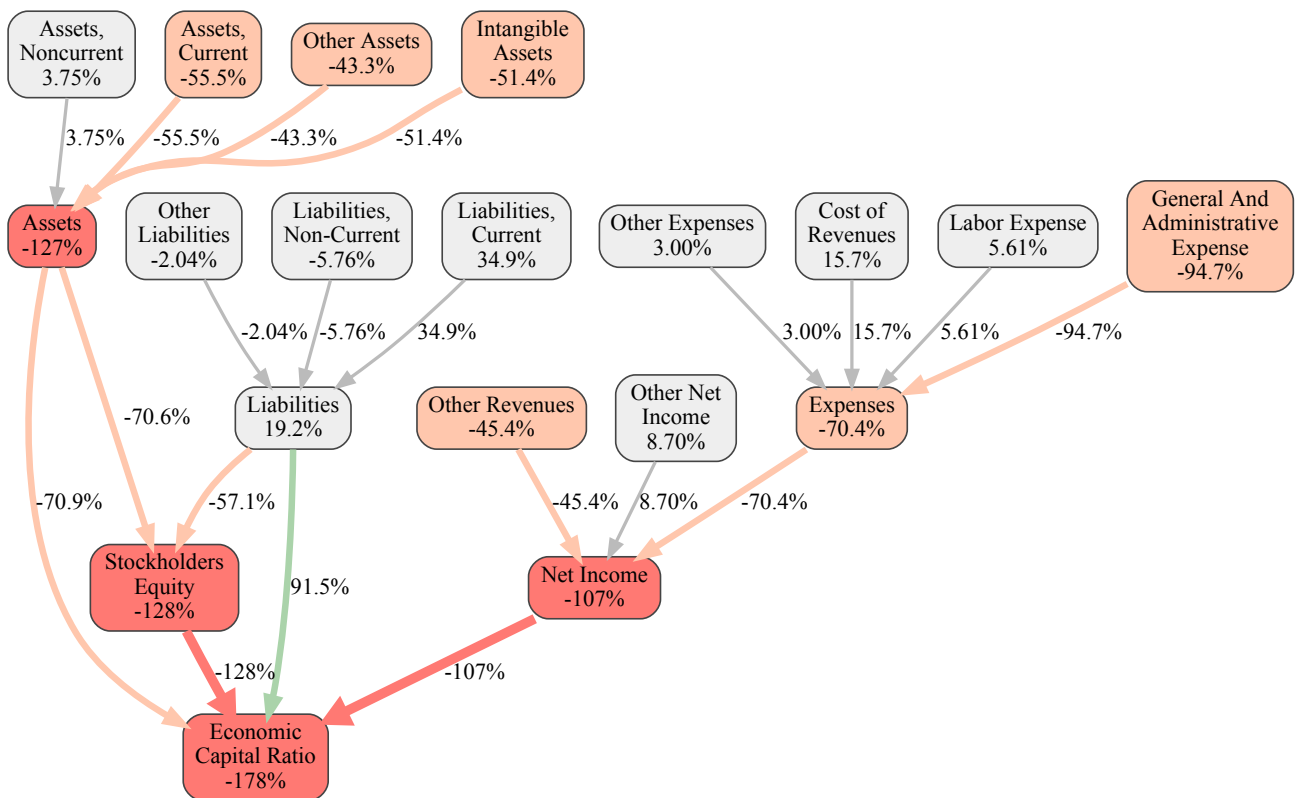 Assets,
Noncurrent
3.75%
Assets,
Current
-55.5%
Other Assets
-43.3%
Intangible
Assets
-51.4%
3.75%
-55.5%
-43.3%
-51.4%
Assets
-127%
Other
Liabilities
-2.04%
Liabilities,
Non-Current
-5.76%
Liabilities,
Current
34.9%
Other Expenses
3.00%
Cost of
Revenues
15.7%
Labor Expense
5.61%
General And
Administrative
Expense
-94.7%
-2.04%
-5.76%
34.9%
3.00%
15.7%
5.61%
-94.7%
-70.6%
Liabilities
19.2%
Other Revenues
-45.4%
Other Net
Income
8.70%
Expenses
-70.4%
-70.9%
-57.1%
-45.4%
8.70%
-70.4%
Stockholders
Equity
-128%
91.5%
Net Income
-107%
-128%
-107%
Economic
Capital Ratio
-178%